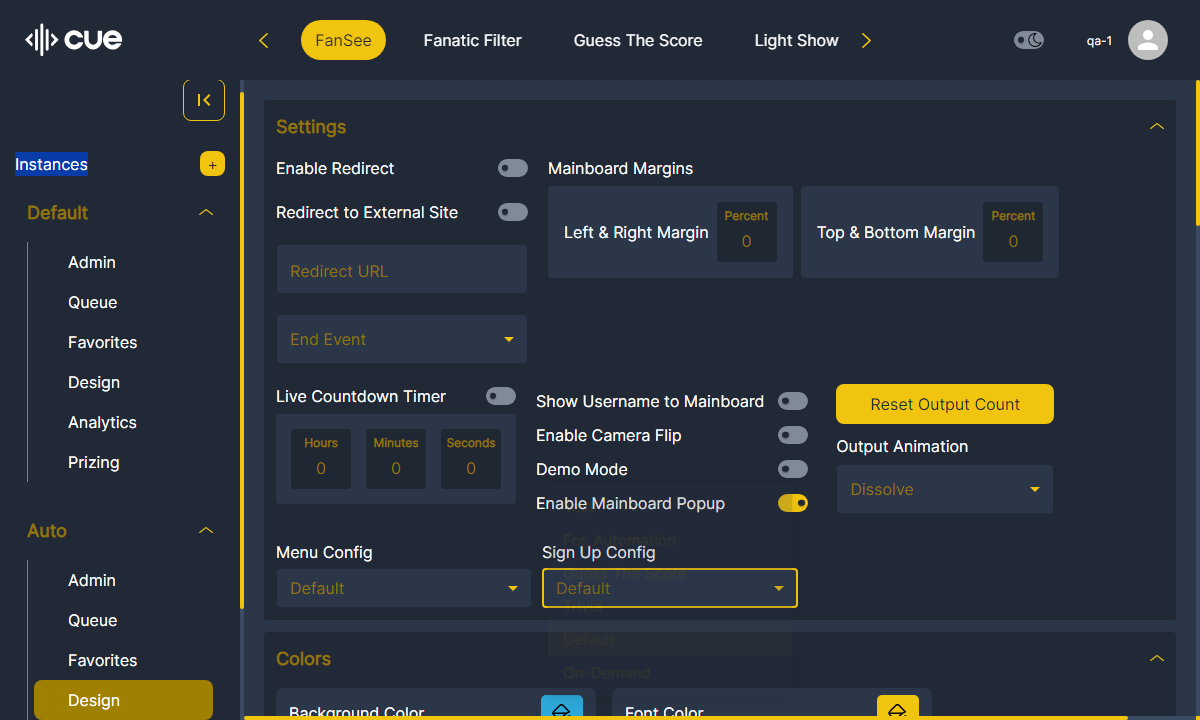 cue
FanSee
Fanatic Filter
Guess The Score
Light Show
qa-1
Instances
+
Default
Admin
Queue
Favorites
Design
Analytics
Prizing
Auto
Admin
Queue
Favorites
Design
Settings
Enable Redirect
Redirect to External Site
Redirect URL
End Event
Mainboard Margins
Left & Right Margin
Percent
0
Top & Bottom Margin
Percent
0
Live Countdown Timer
Hours
0
Minutes
0
Seconds
0
Show Username to Mainboard
Enable Camera Flip
Demo Mode
Enable Mainboard Popup
Reset Output Count
Output Animation
Dissolve
Menu Config
Default
Sign Up Config
Default
For Automation
Guess The Score
Default
On-Demand
Colors
Background Color
Font Color